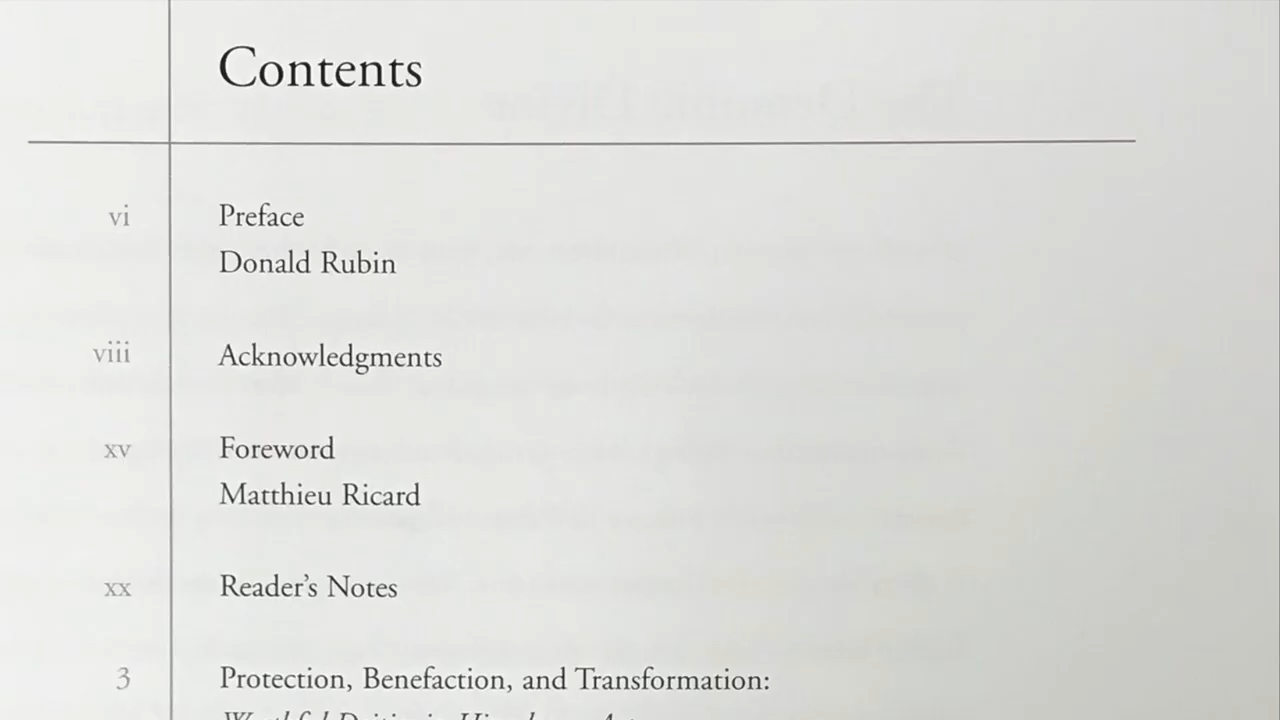 Contents
vi Preface
Donald Rubin
viii Acknowledgments
xv Foreword
Matthieu Ricard
xx Reader's Notes
3 Protection, Benefaction, and Transformation: